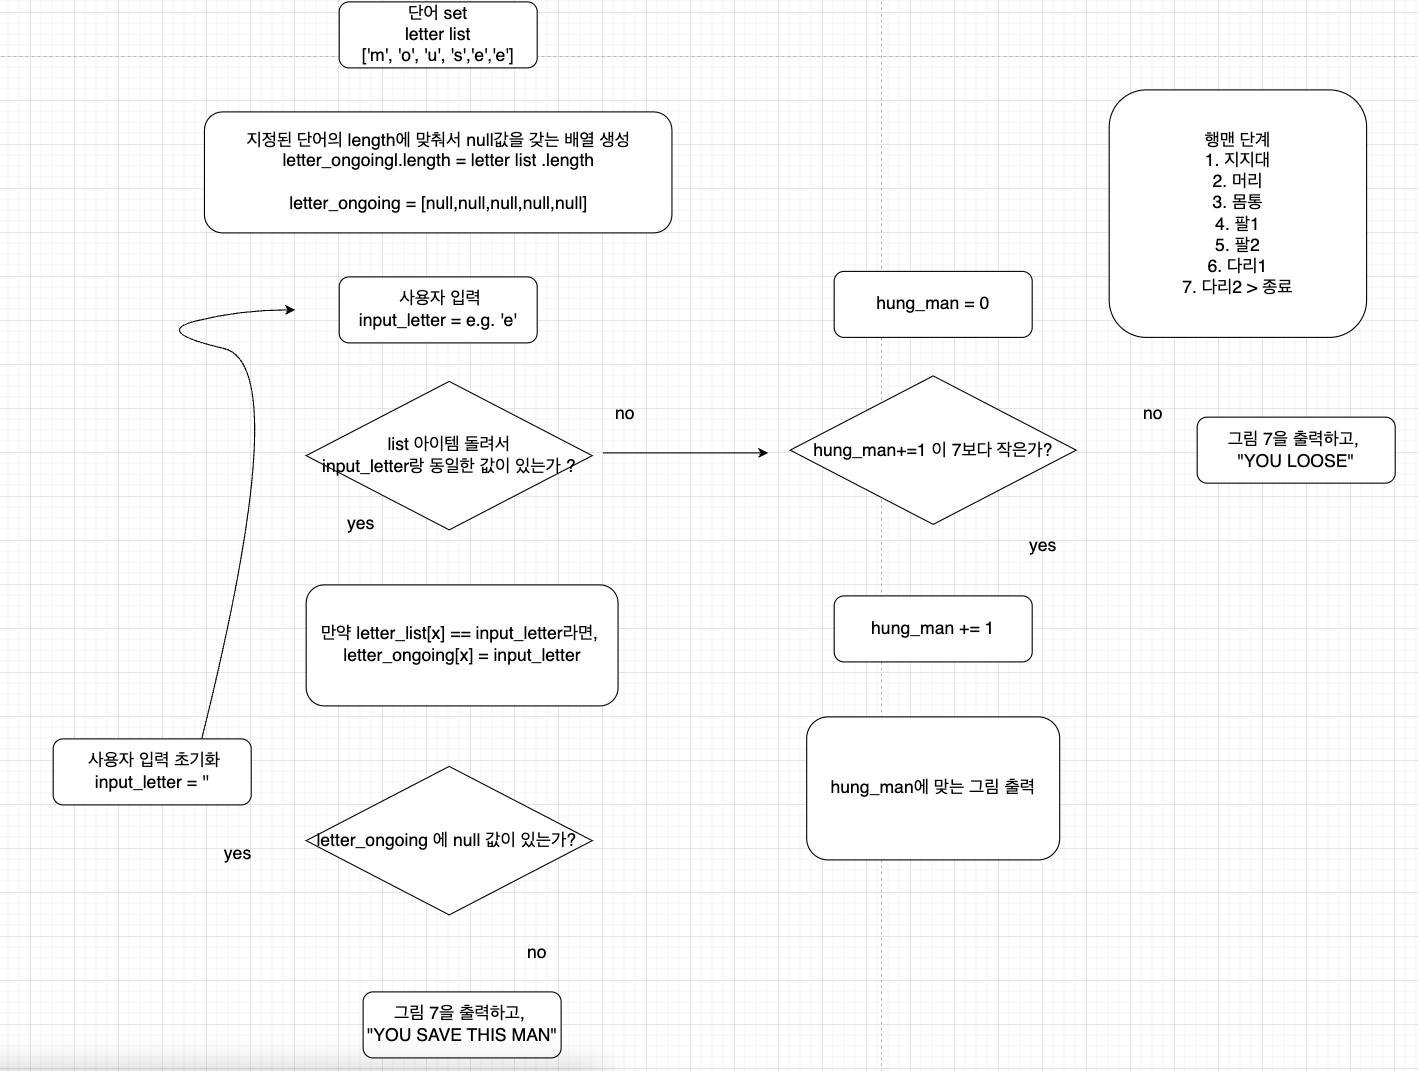 단어 set
letter list
['m', 'o', 'u', 's','e','e']
지정된 단어의 length에 맞춰서 null값을 갖는 배열 생성
letter_ongoingl.length = letter list .length
letter_ongoing = [null,null,null,null,null]
행맨 단계
1. 지지대
2. 머리
3. 몸통
4. 팔1
5. 팔2
6. 다리1
7. 다리2 > 종료
사용자 입력
input_letter = e.g. 'e'
hung_man = 0
list 아이템 돌려서
input_letter랑 동일한 값이 있는가 ?
no
yes
hung_man+=1 이 7보다 작은가?
no
yes
그림 7을 출력하고,
"YOU LOOSE"
만약 letter_list[x] == input_letter라면,
letter_ongoing[x] = input_letter
hung_man += 1
hung_man에 맞는 그림 출력
사용자 입력 초기화
input_letter = ''
letter_ongoing 에 null 값이 있는가?
yes
no
그림 7을 출력하고,
"YOU SAVE THIS MAN"